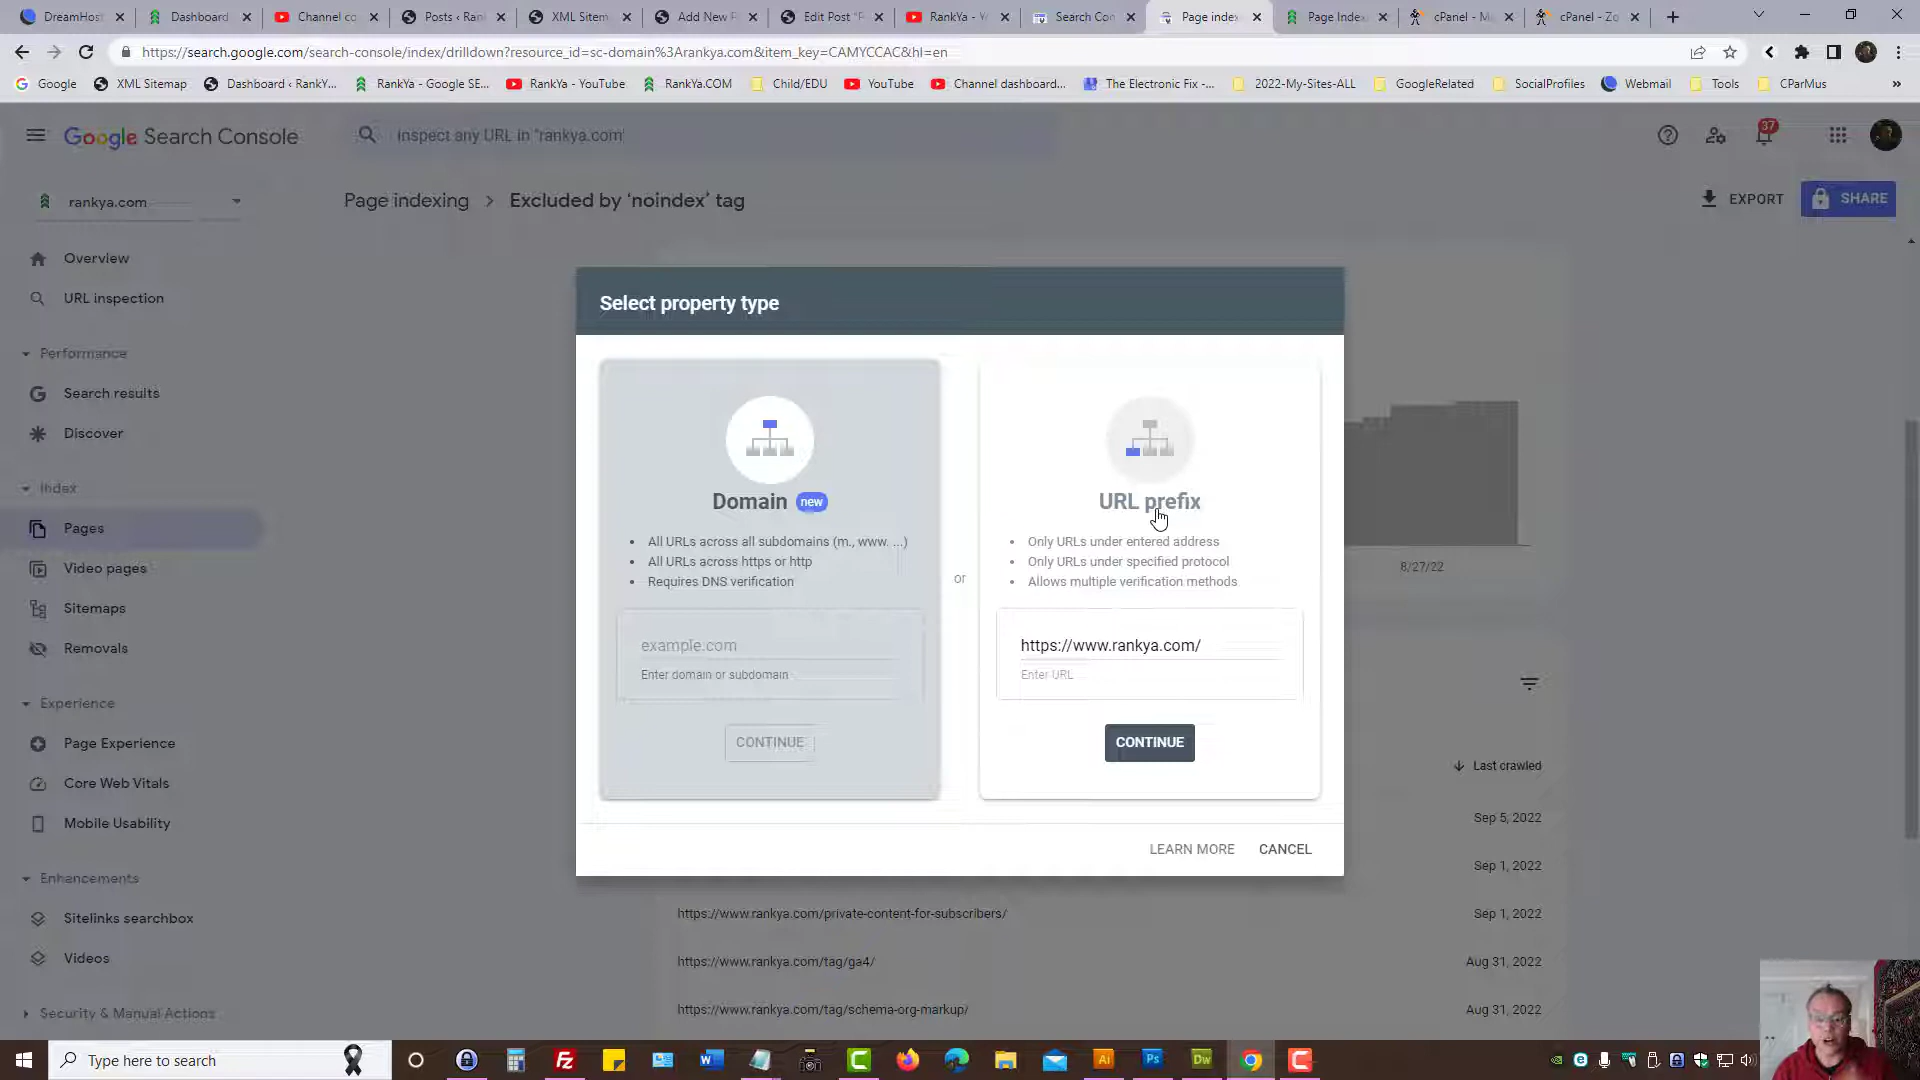 DreamHos
Dashboard
Channel co
Posts ‹ Ran
XML Sitem
Add New P
Edit Post "F
RankYa - Y
Search Con
Page index
Page Index
cPanel - M
cPanel - Zo
https://search.google.com/search-console/index/drilldown?resource_id=sc-domain%3Arankya.com&item_key=CAMYCCAC&hl=en
Google
XML Sitemap
Dashboard ‹ RankY...
RankYa - Google SE...
RankYa - YouTube
RankYa.COM
Child/EDU
YouTube
Channel dashboard...
The Electronic Fix -...
2022-My-Sites-ALL
GoogleRelated
SocialProfiles
Webmail
Tools
CParMus
»
Google Search Console
Inspect any URL in "rankya.com"
37
rankya.com
Page indexing > Excluded by 'noindex' tag
EXPORT
SHARE
Overview
URL inspection
Performance
Search results
Discover
Index
Pages
Video pages
Sitemaps
Removals
Experience
Page Experience
Core Web Vitals
Mobile Usability
Enhancements
Sitelinks searchbox
Videos
Security & Manual Actions
Select property type
Domain new
• All URLs across all subdomains (m., www. ...)
• All URLs across https or http
• Requires DNS verification
example.com
Enter domain or subdomain
CONTINUE
or
URL prefix
• Only URLs under entered address
• Only URLs under specified protocol
• Allows multiple verification methods
https://www.rankya.com/
Enter URL
CONTINUE
LEARN MORE
CANCEL
8/27/22
Last crawled
Sep 5, 2022
Sep 1, 2022
https://www.rankya.com/private-content-for-subscribers/ Sep 1, 2022
https://www.rankya.com/tag/ga4/ Aug 31, 2022
https://www.rankya.com/tag/schema-org-markup/ Aug 31, 2022
Type here to search